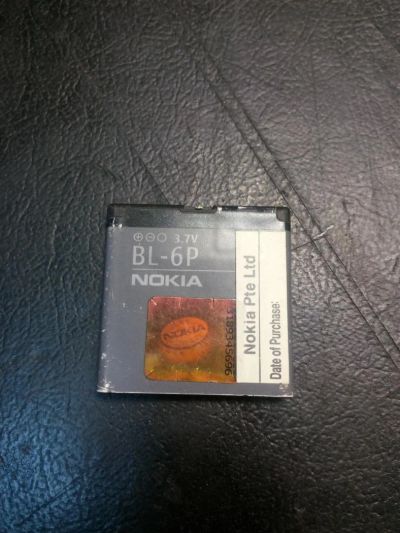 3.7V
BL-6P
NOKIA
NOKIA
Nokia Pte Ltd
Date of Purchase: